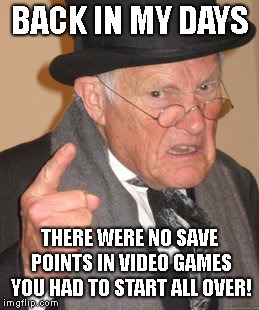 BACK IN MY DAYS
THERE WERE NO SAVE
POINTS IN VIDEO GAMES
YOU HAD TO START ALL OVER!
imgflip.com